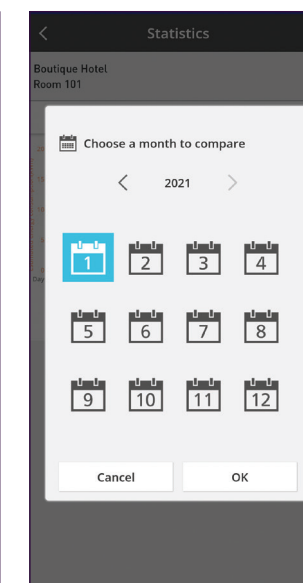 Statistics
Boutique Hotel
Room 101
Choose a month to compare
2021
1 2 3 4
5 6 7 8
9 10 11 12
Cancel OK